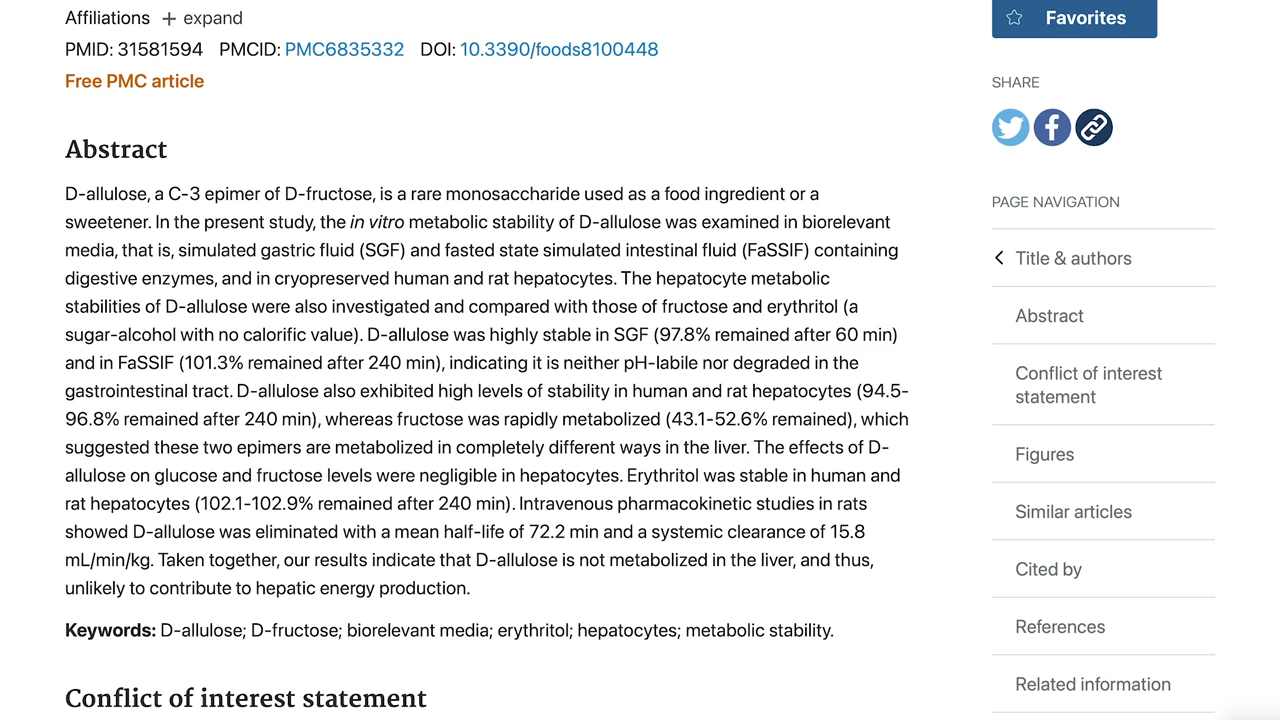 Affiliations + expand
PMID: 31581594 PMCID: PMC6835332 DOI: 10.3390/foods8100448
Free PMC article
Abstract
D-allulose, a C-3 epimer of D-fructose, is a rare monosaccharide used as a food ingredient or a
sweetener. In the present study, the in vitro metabolic stability of D-allulose was examined in biorelevant
media, that is, simulated gastric fluid (SGF) and fasted state simulated intestinal fluid (FaSSIF) containing
digestive enzymes, and in cryopreserved human and rat hepatocytes. The hepatocyte metabolic
stabilities of D-allulose were also investigated and compared with those of fructose and erythritol (a
sugar-alcohol with no calorific value). D-allulose was highly stable in SGF (97.8% remained after 60 min)
and in FaSSIF (101.3% remained after 240 min), indicating it is neither pH-labile nor degraded in the
gastrointestinal tract. D-allulose also exhibited high levels of stability in human and rat hepatocytes (94.5-
96.8% remained after 240 min), whereas fructose was rapidly metabolized (43.1-52.6% remained), which
suggested these two epimers are metabolized in completely different ways in the liver. The effects of D-
allulose on glucose and fructose levels were negligible in hepatocytes. Erythritol was stable in human and
rat hepatocytes (102.1-102.9% remained after 240 min). Intravenous pharmacokinetic studies in rats
showed D-allulose was eliminated with a mean half-life of 72.2 min and a systemic clearance of 15.8
mL/min/kg. Taken together, our results indicate that D-allulose is not metabolized in the liver, and thus,
unlikely to contribute to hepatic energy production.
Keywords: D-allulose; D-fructose; biorelevant media; erythritol; hepatocytes; metabolic stability.
Conflict of interest statement
Favorites
SHARE
PAGE NAVIGATION
Title & authors
Abstract
Conflict of interest
statement
Figures
Similar articles
Cited by
References
Related information